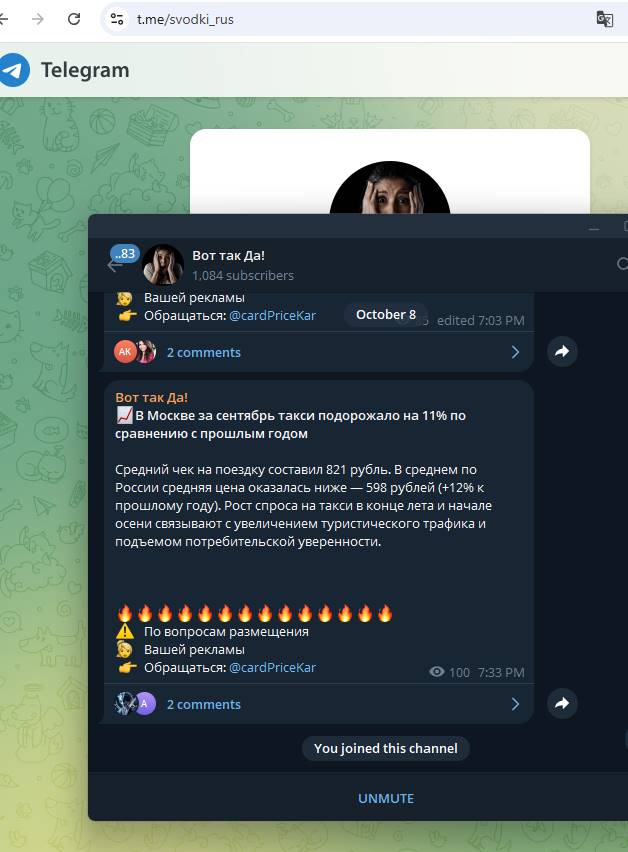 t.me/svodki_rus
Telegram
..83
Вот так Да!
1,084 subscribers
Вашей рекламы
Обращаться: @cardPriceKar
October 8
edited 7:03 PM
АК
2 comments
Вот так Да!
В Москве за сентябрь такси подорожало на 11% по
сравнению с прошлым годом
Средний чек на поездку составил 821 рубль. В среднем по
России средняя цена оказалась ниже — 598 рублей (+12% к
прошлому году). Рост спроса на такси в конце лета и начале
осени связывают с увеличением туристического трафика и
подъемом потребительской уверенности.
По вопросам размещения
Вашей рекламы
Обращаться: @cardPriceKar
100 7:33 PM
А
2 comments
You joined this channel
UNMUTE